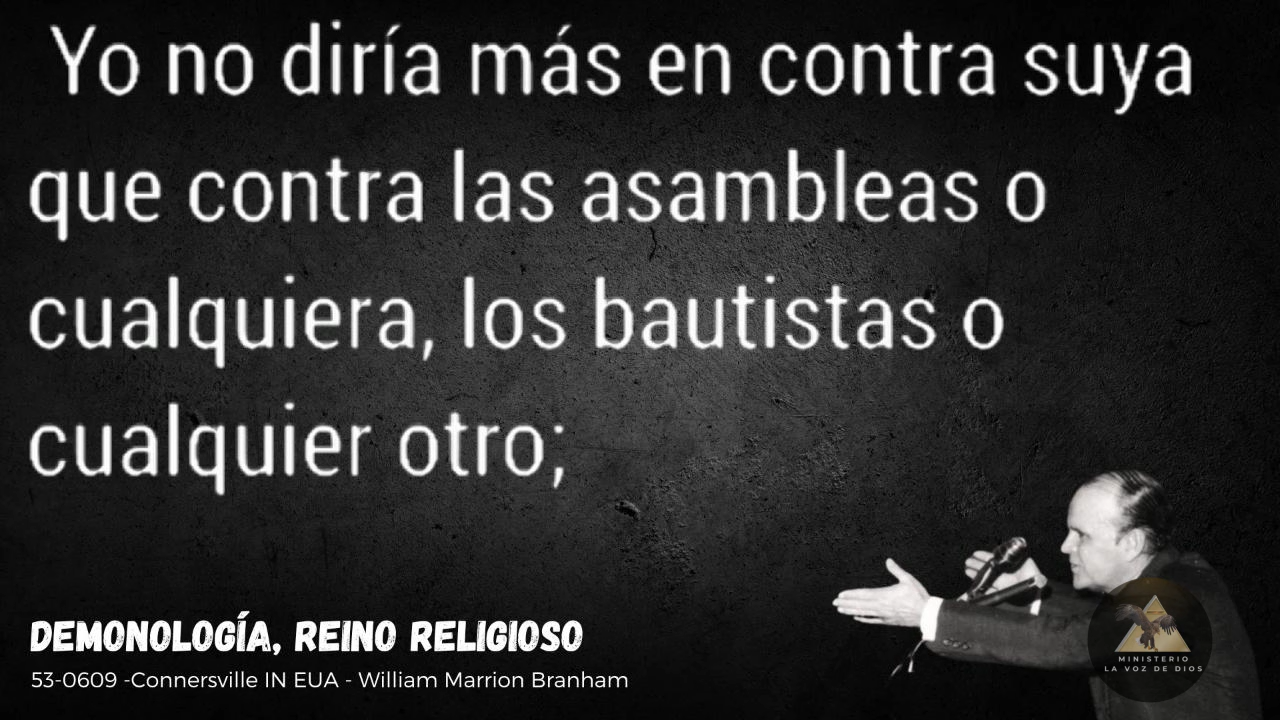 Yo no diría más en contra suya
que contra las asambleas o
cualquiera, los bautistas o
cualquier otro;
DEMONOLOGÍA, REINO RELIGIOSO
53-0609 -Connersville IN EUA - William Marrion Branham
MINISTERIO
LA VOZ DE DIOS